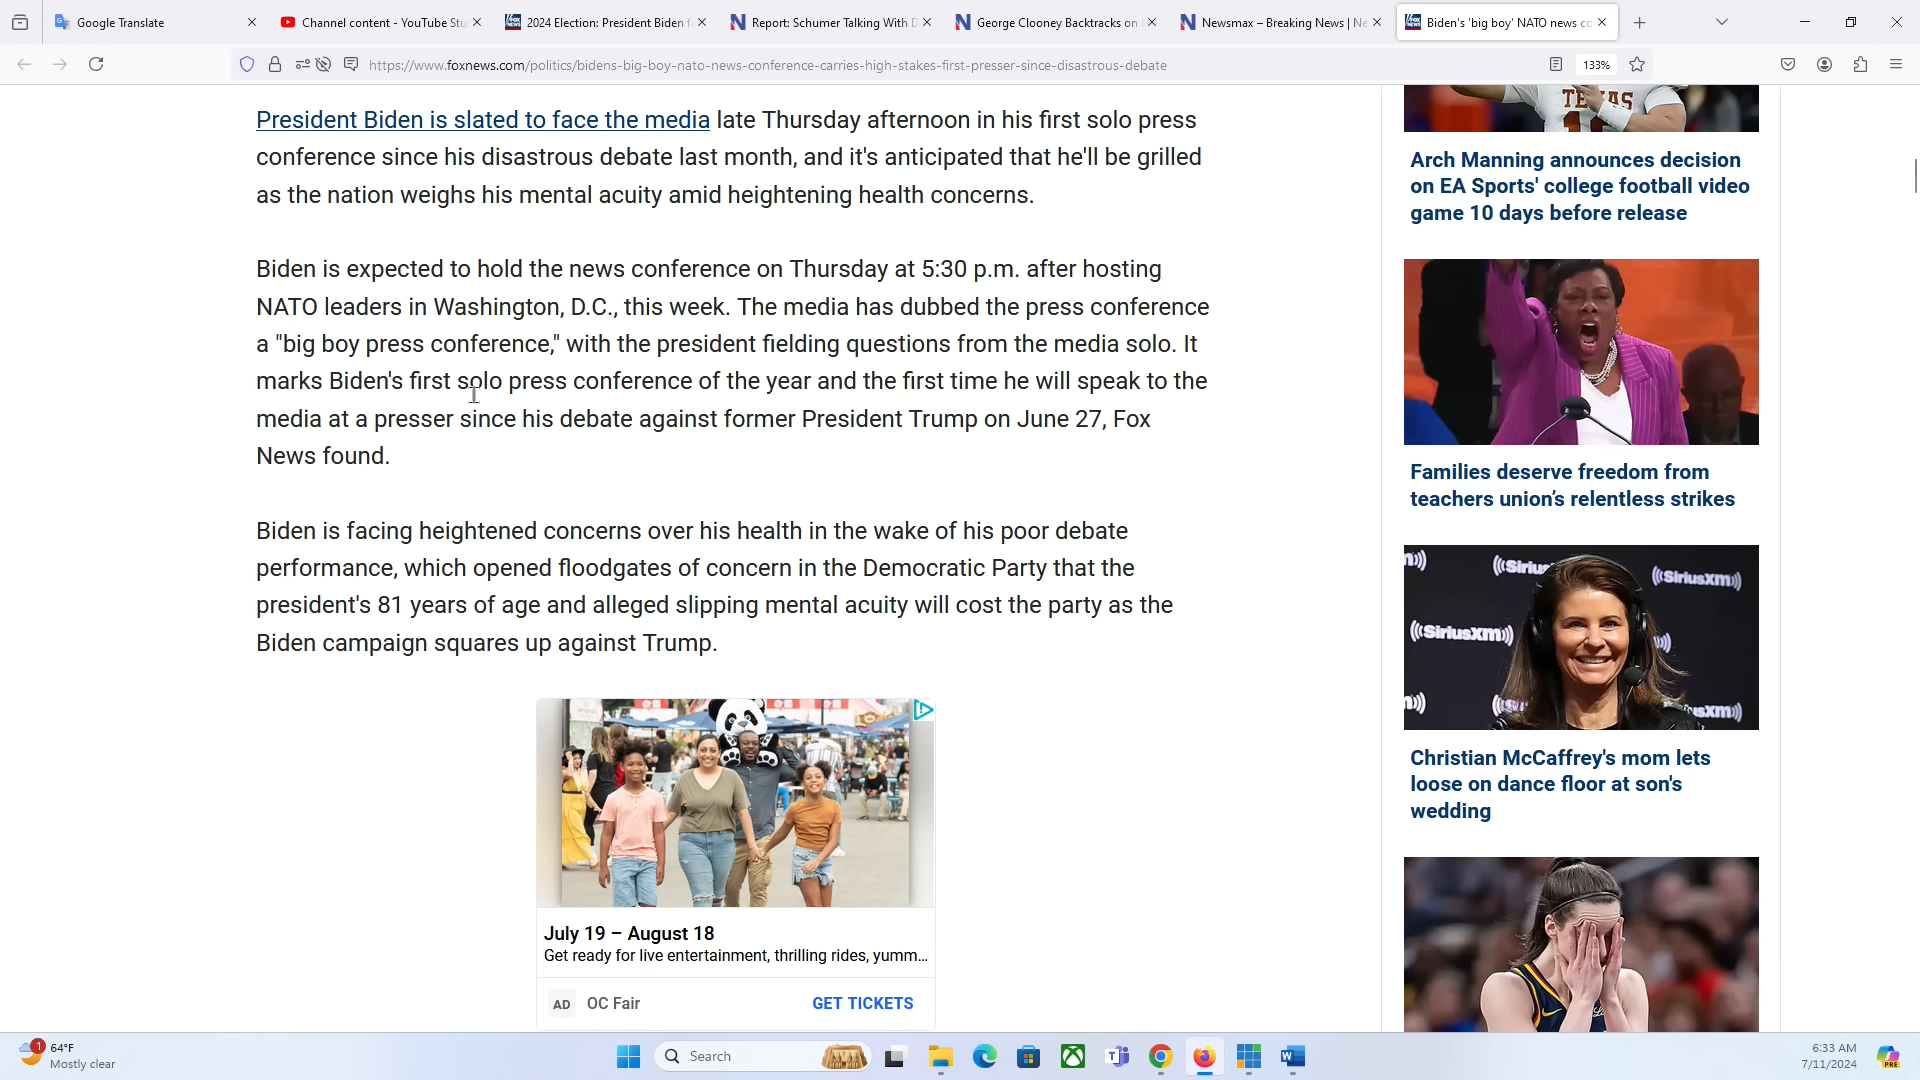 Google Translate
Channel content - YouTube Stu
2024 Election: President Biden f
Report: Schumer Talking With D
George Clooney Backtracks on
Newsmax – Breaking News | Ne
Biden's 'big boy' NATO news co
https://www.foxnews.com/politics/bidens-big-boy-nato-news-conference-carries-high-stakes-first-presser-since-disastrous-debate
133%
President Biden is slated to face the media late Thursday afternoon in his first solo press
conference since his disastrous debate last month, and it's anticipated that he'll be grilled
as the nation weighs his mental acuity amid heightening health concerns.
Biden is expected to hold the news conference on Thursday at 5:30 p.m. after hosting
NATO leaders in Washington, D.C., this week. The media has dubbed the press conference
a "big boy press conference," with the president fielding questions from the media solo. It
marks Biden's first solo press conference of the year and the first time he will speak to the
media at a presser since his debate against former President Trump on June 27, Fox
News found.
Biden is facing heightened concerns over his health in the wake of his poor debate
performance, which opened floodgates of concern in the Democratic Party that the
president's 81 years of age and alleged slipping mental acuity will cost the party as the
Biden campaign squares up against Trump.
July 19 – August 18
Get ready for live entertainment, thrilling rides, yumm...
AD
OC Fair
GET TICKETS
TEXAS
Arch Manning announces decision
on EA Sports' college football video
game 10 days before release
Families deserve freedom from
teachers union's relentless strikes
((SiriusXM))
((SiriusXM))
((SiriusXM))
Christian McCaffrey's mom lets
loose on dance floor at son's
wedding
1
64°F
Mostly clear
Search
6:33 AM
7/11/2024
PRE